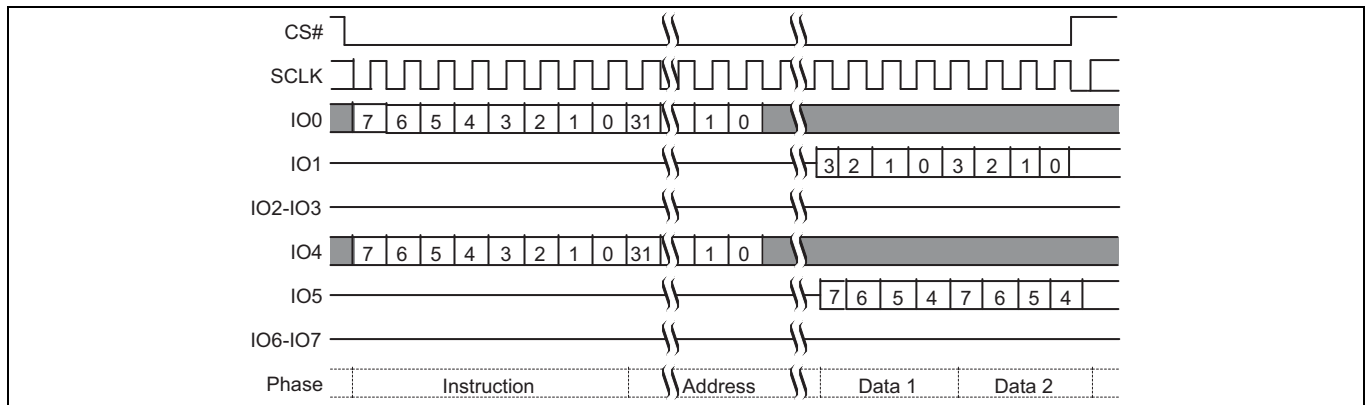 CS#
SCLK
IO0 7 6 5 4 3 2 1 0 31 1 0
IO1 3 2 1 0 3 2 1 0
IO2-IO3
IO4 7 6 5 4 3 2 1 0 31 1 0
IO5 7 6 5 4 7 6 5 4
IO6-IO7
Phase Instruction Address Data 1 Data 2